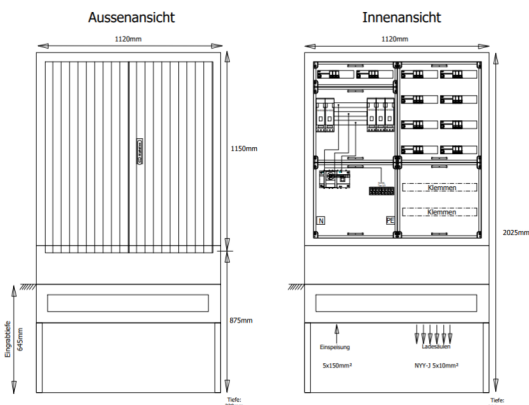 Aussenansicht
Innenansicht
1120mm
1120mm
1150mm
2025mm
875mm
Eingrabtiefe
645mm
Klemmen
Klemmen
N
PE
Einspeisung
5x150mm²
Ladesäulen
NYY-J 5x10mm²
Tiefe:
Tiefe: